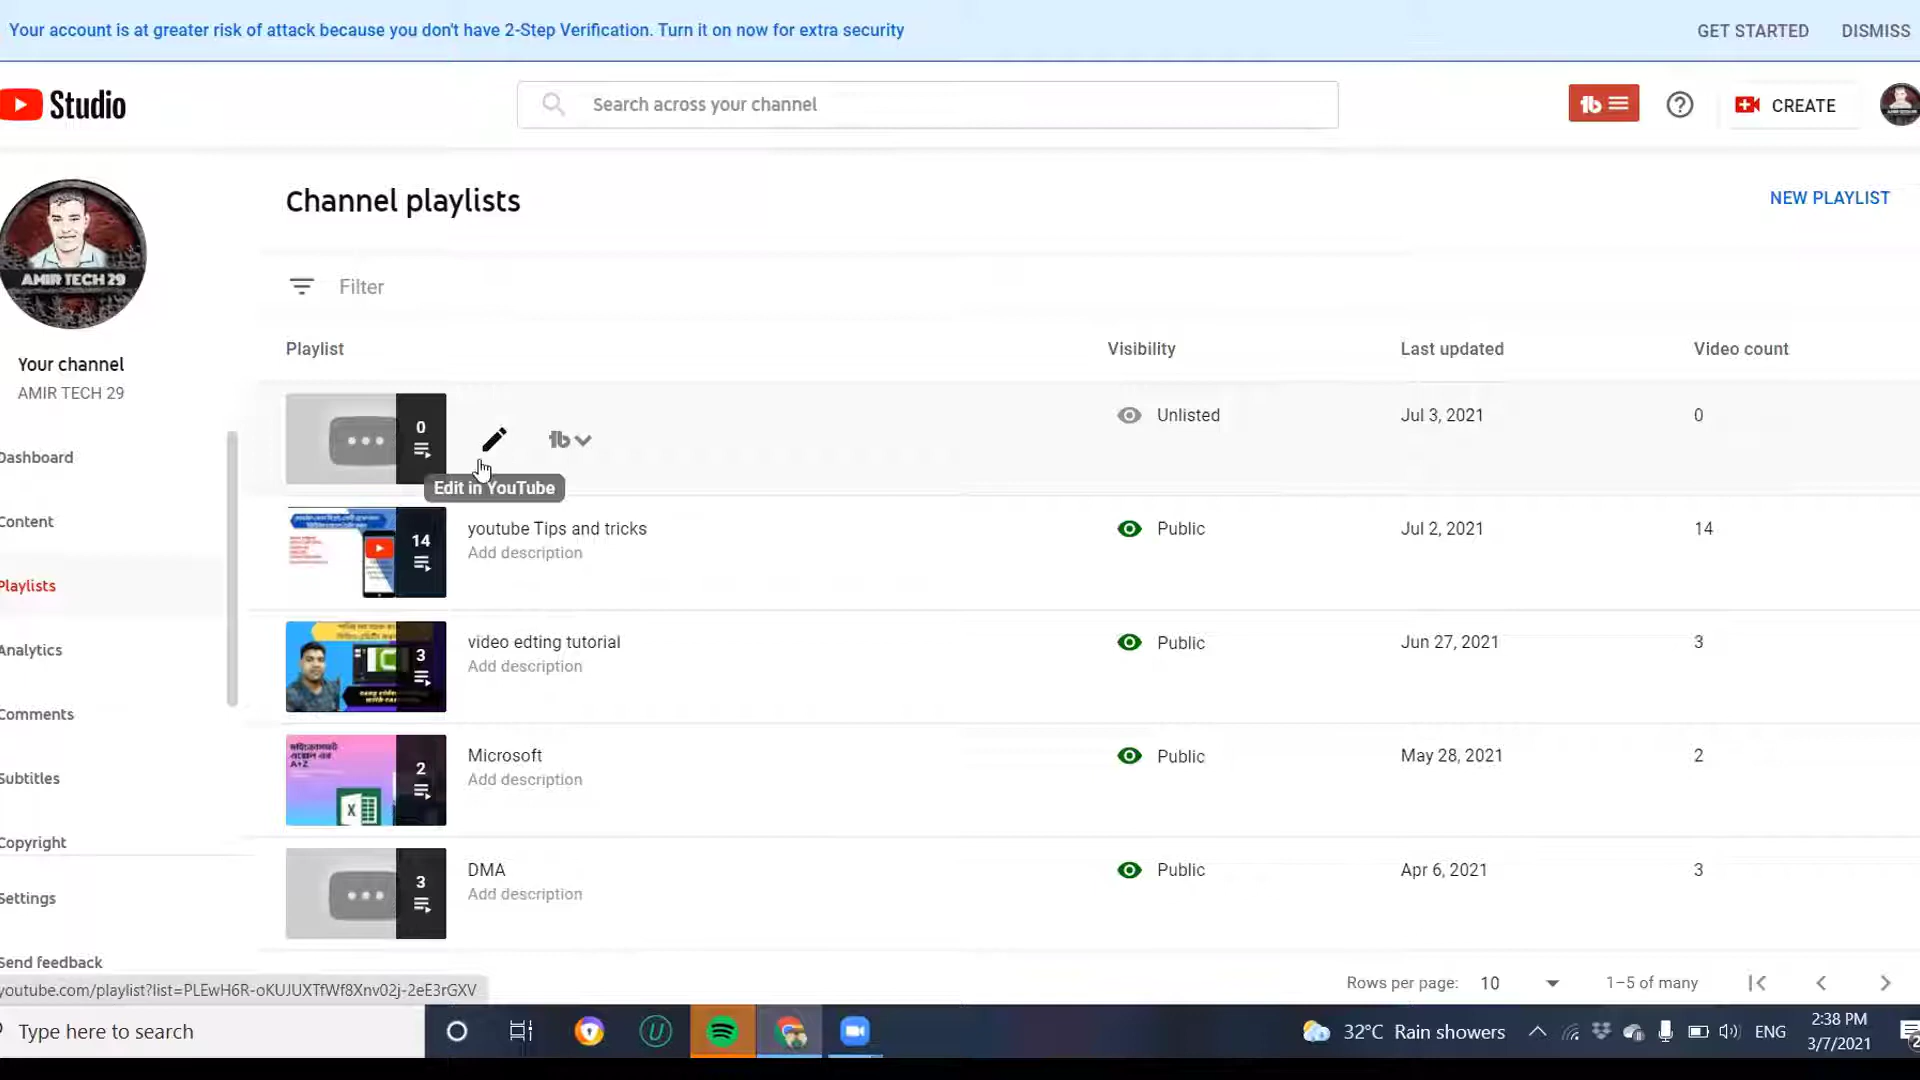 Your account is at greater risk of attack because you don't have 2-Step Verification. Turn it on now for extra security
GET STARTED
DISMISS
Studio
Search across your channel
CREATE
AMIR TECH 29
Your channel
AMIR TECH 29
Dashboard
Content
Playlists
Analytics
Comments
Subtitles
Copyright
Settings
Send feedback
Channel playlists
NEW PLAYLIST
Filter
Playlist
Visibility
Last updated
Video count
0
Edit in YouTube
Unlisted
Jul 3, 2021
0
14
youtube Tips and tricks
Add description
Public
Jul 2, 2021
14
3
video edting tutorial
Add description
Public
Jun 27, 2021
3
2
Microsoft
Add description
Public
May 28, 2021
2
3
DMA
Add description
Public
Apr 6, 2021
3
Rows per page: 10
1–5 of many
youtube.com/playlist?list=PLEwH6R-oKUJUXTfWf8Xnv02j-2eE3rGXV
Type here to search
32°C Rain showers
ENG
2:38 PM
3/7/2021